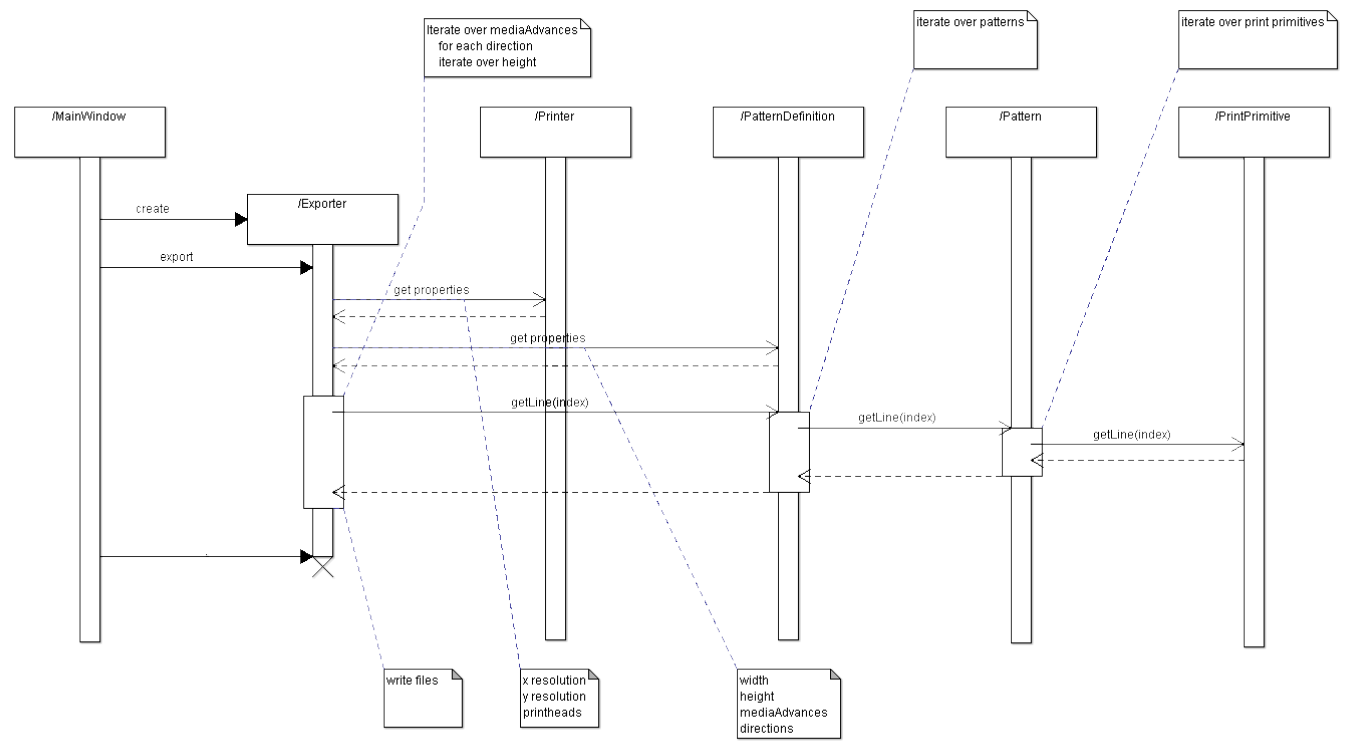 Iterate over mediaAdvances
for each direction
iterate over height
iterate over patterns
iterate over print primitives
/MainWindow
/Printer
/PatternDefinition
/Pattern
/PrintPrimitive
/Exporter
create
export
get properties
get properties
getLine(index)
getLine(index)
getLine(index)
write files
x resolution
y resolution
printheads
width
height
mediaAdvances
directions